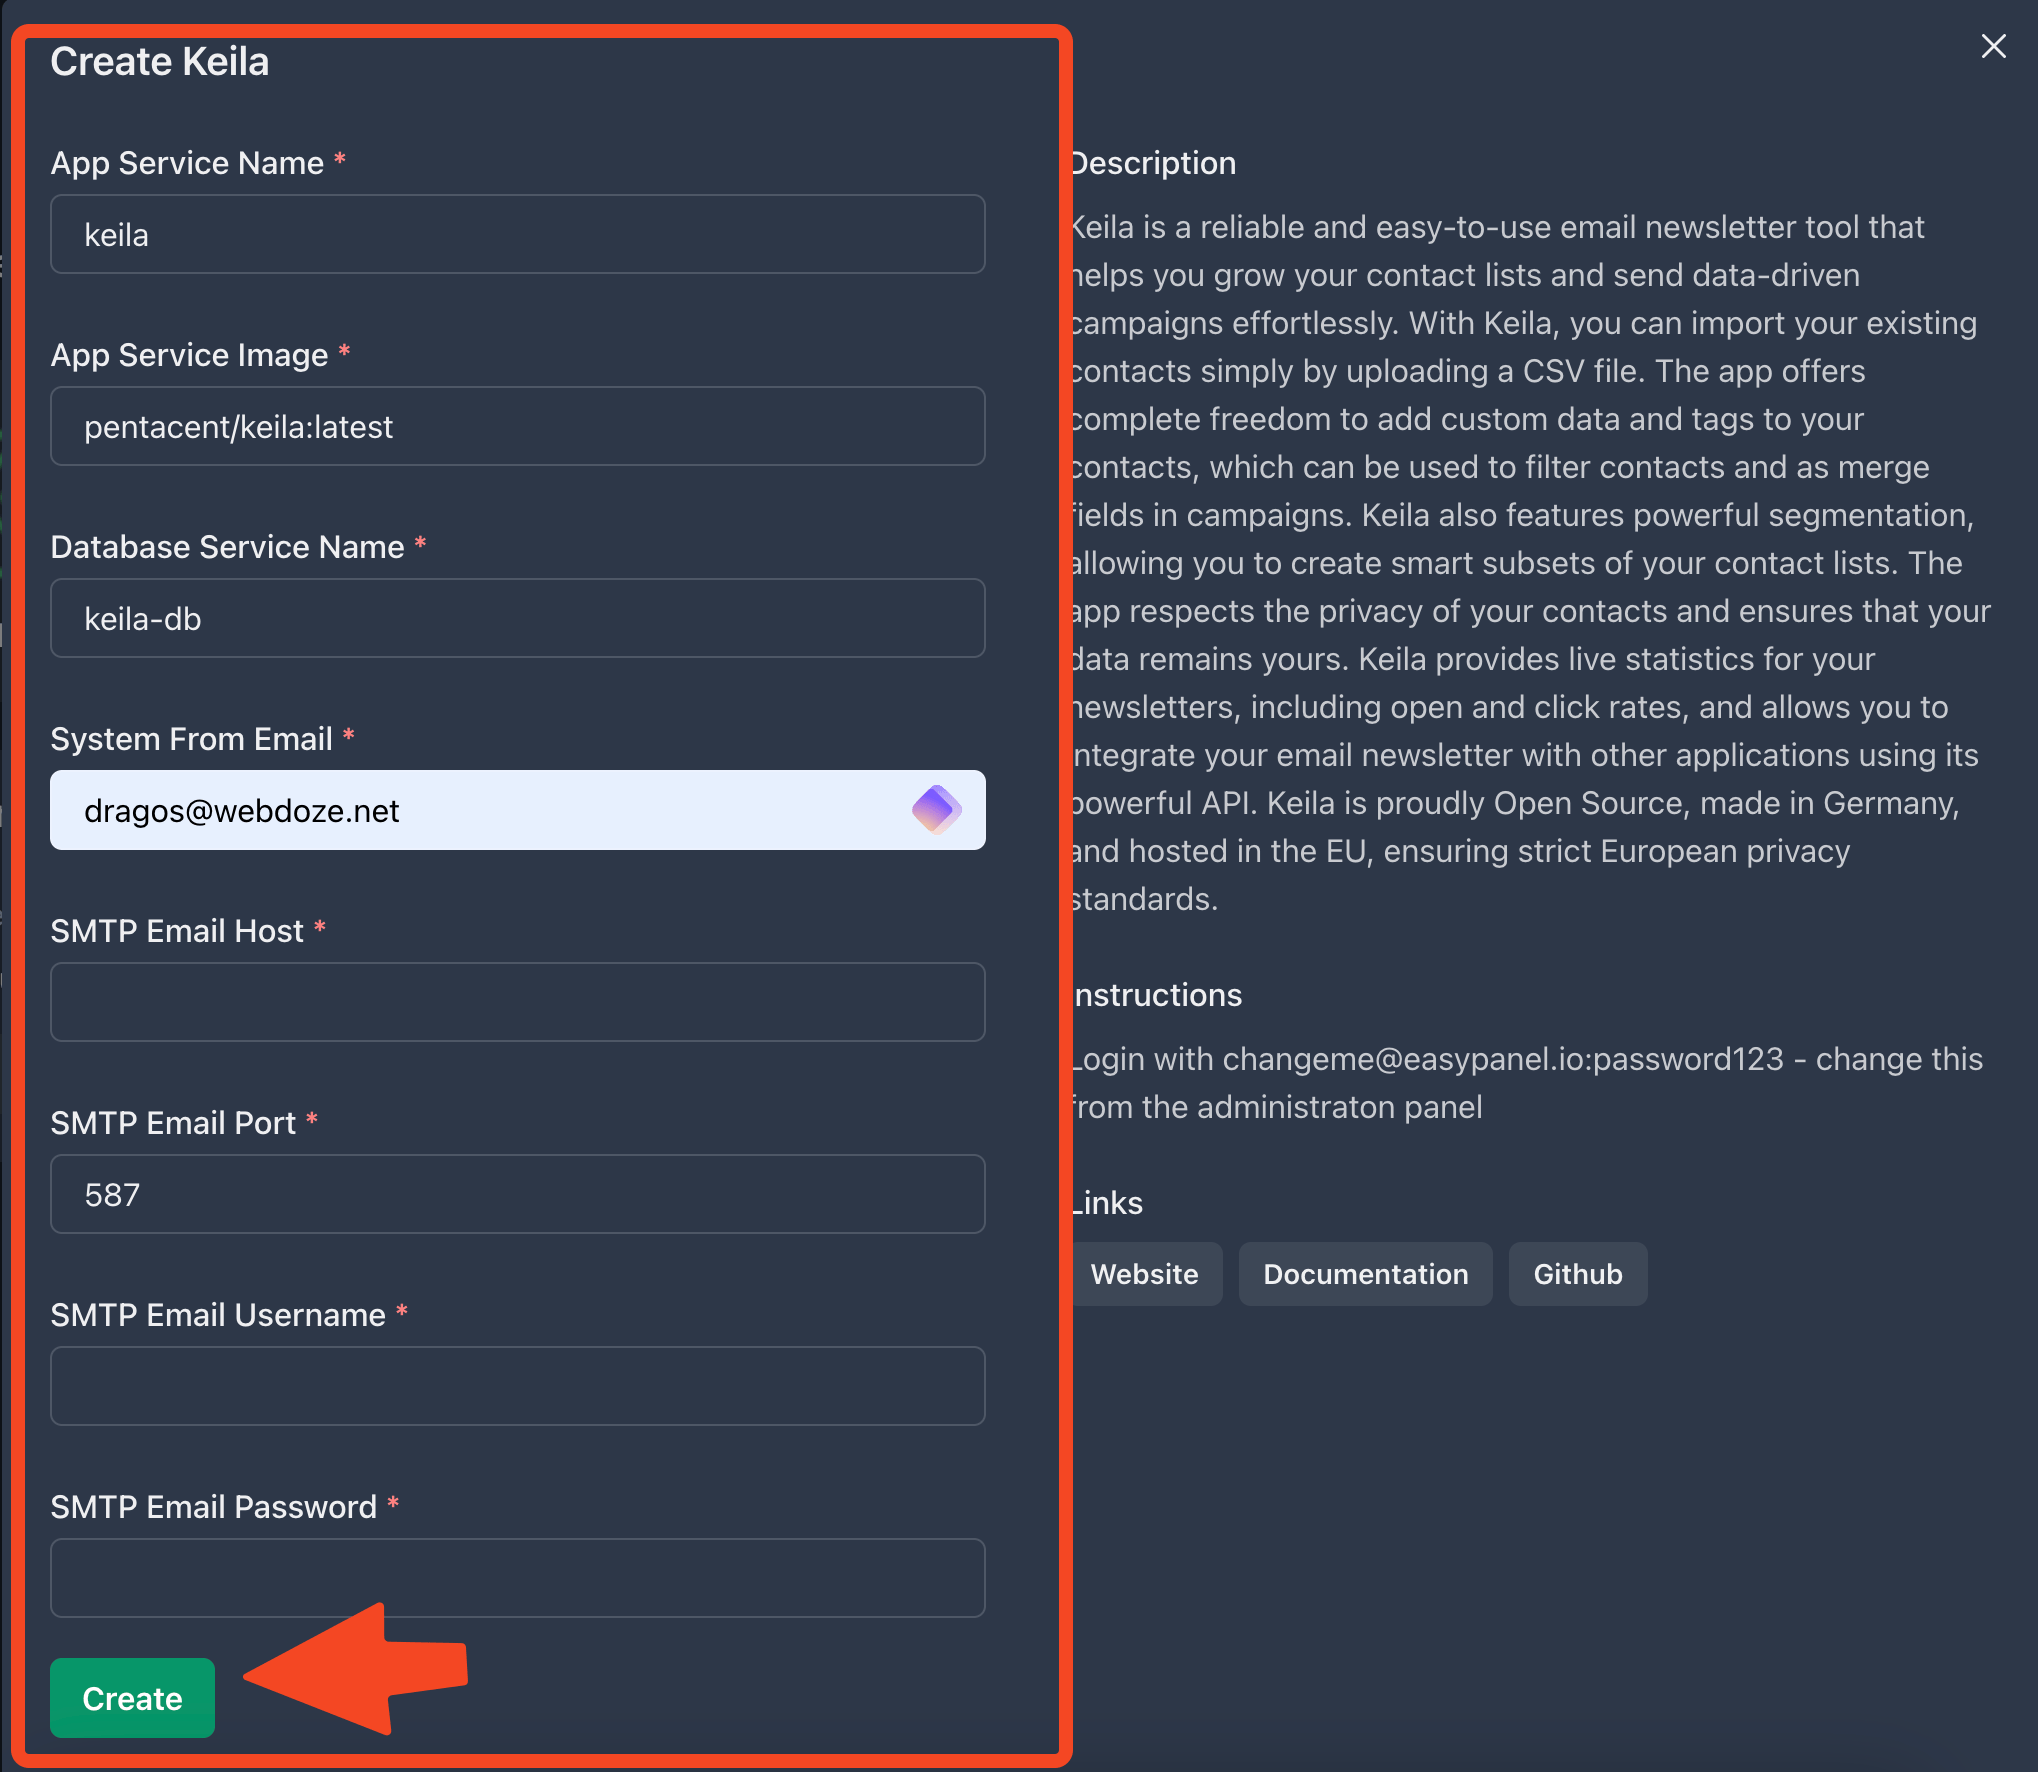 Create Keila
App Service Name *
keila
App Service Image *
pentacent/keila:latest
Database Service Name *
keila-db
System From Email *
dragos@webdoze.net
SMTP Email Host *
SMTP Email Port *
587
SMTP Email Username *
SMTP Email Password *
Create
Description
Keila is a reliable and easy-to-use email newsletter tool that
helps you grow your contact lists and send data-driven
campaigns effortlessly. With Keila, you can import your existing
contacts simply by uploading a CSV file. The app offers
complete freedom to add custom data and tags to your
contacts, which can be used to filter contacts and as merge
fields in campaigns. Keila also features powerful segmentation,
allowing you to create smart subsets of your contact lists. The
app respects the privacy of your contacts and ensures that your
data remains yours. Keila provides live statistics for your
newsletters, including open and click rates, and allows you to
integrate your email newsletter with other applications using its
powerful API. Keila is proudly Open Source, made in Germany,
and hosted in the EU, ensuring strict European privacy
standards.
Instructions
Login with changeme@easypanel.io:password123 - change this
from the administraton panel
Links
Website
Documentation
Github